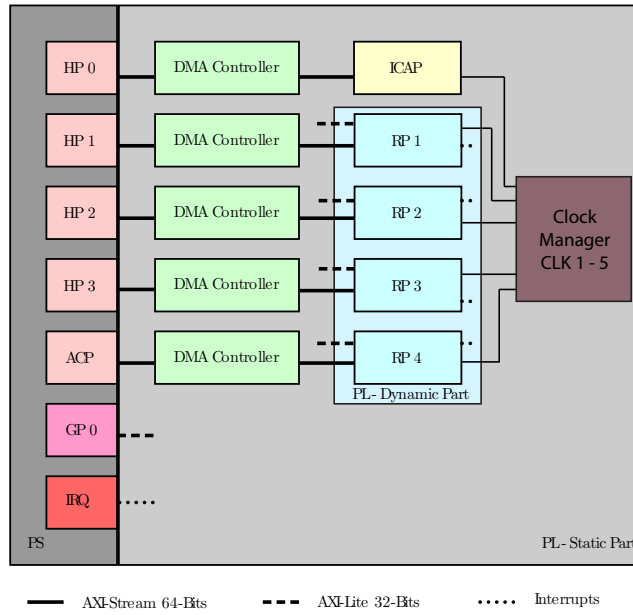 HP 0
DMA Controller
ICAP
HP 1
DMA Controller
RP 1
HP 2
DMA Controller
RP 2
Clock
Manager
CLK 1 - 5
HP 3
DMA Controller
RP 3
ACP
DMA Controller
RP 4
PL- Dynamic Part
GP 0
IRQ
PS
PL- Static Part
AXI-Stream 64-Bits
AXI-Lite 32-Bits
Interrupts